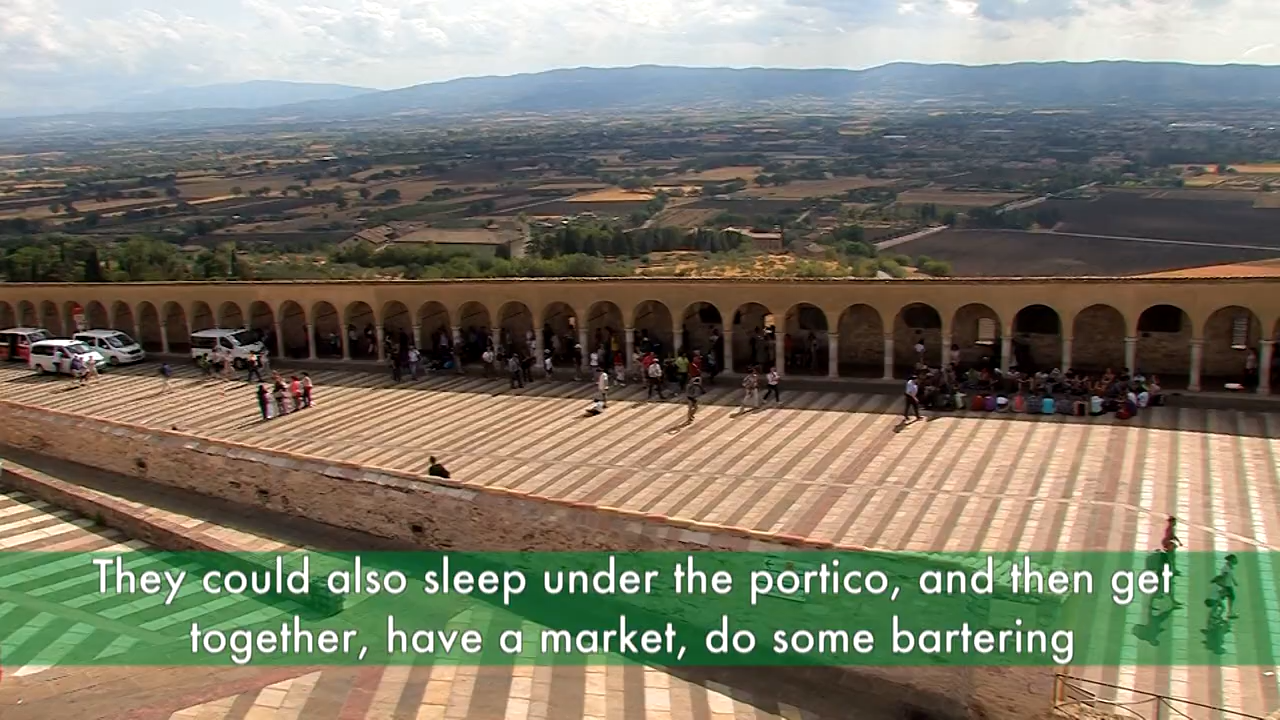 They could also sleep under the portico, and then get
together, have a market, do some bartering